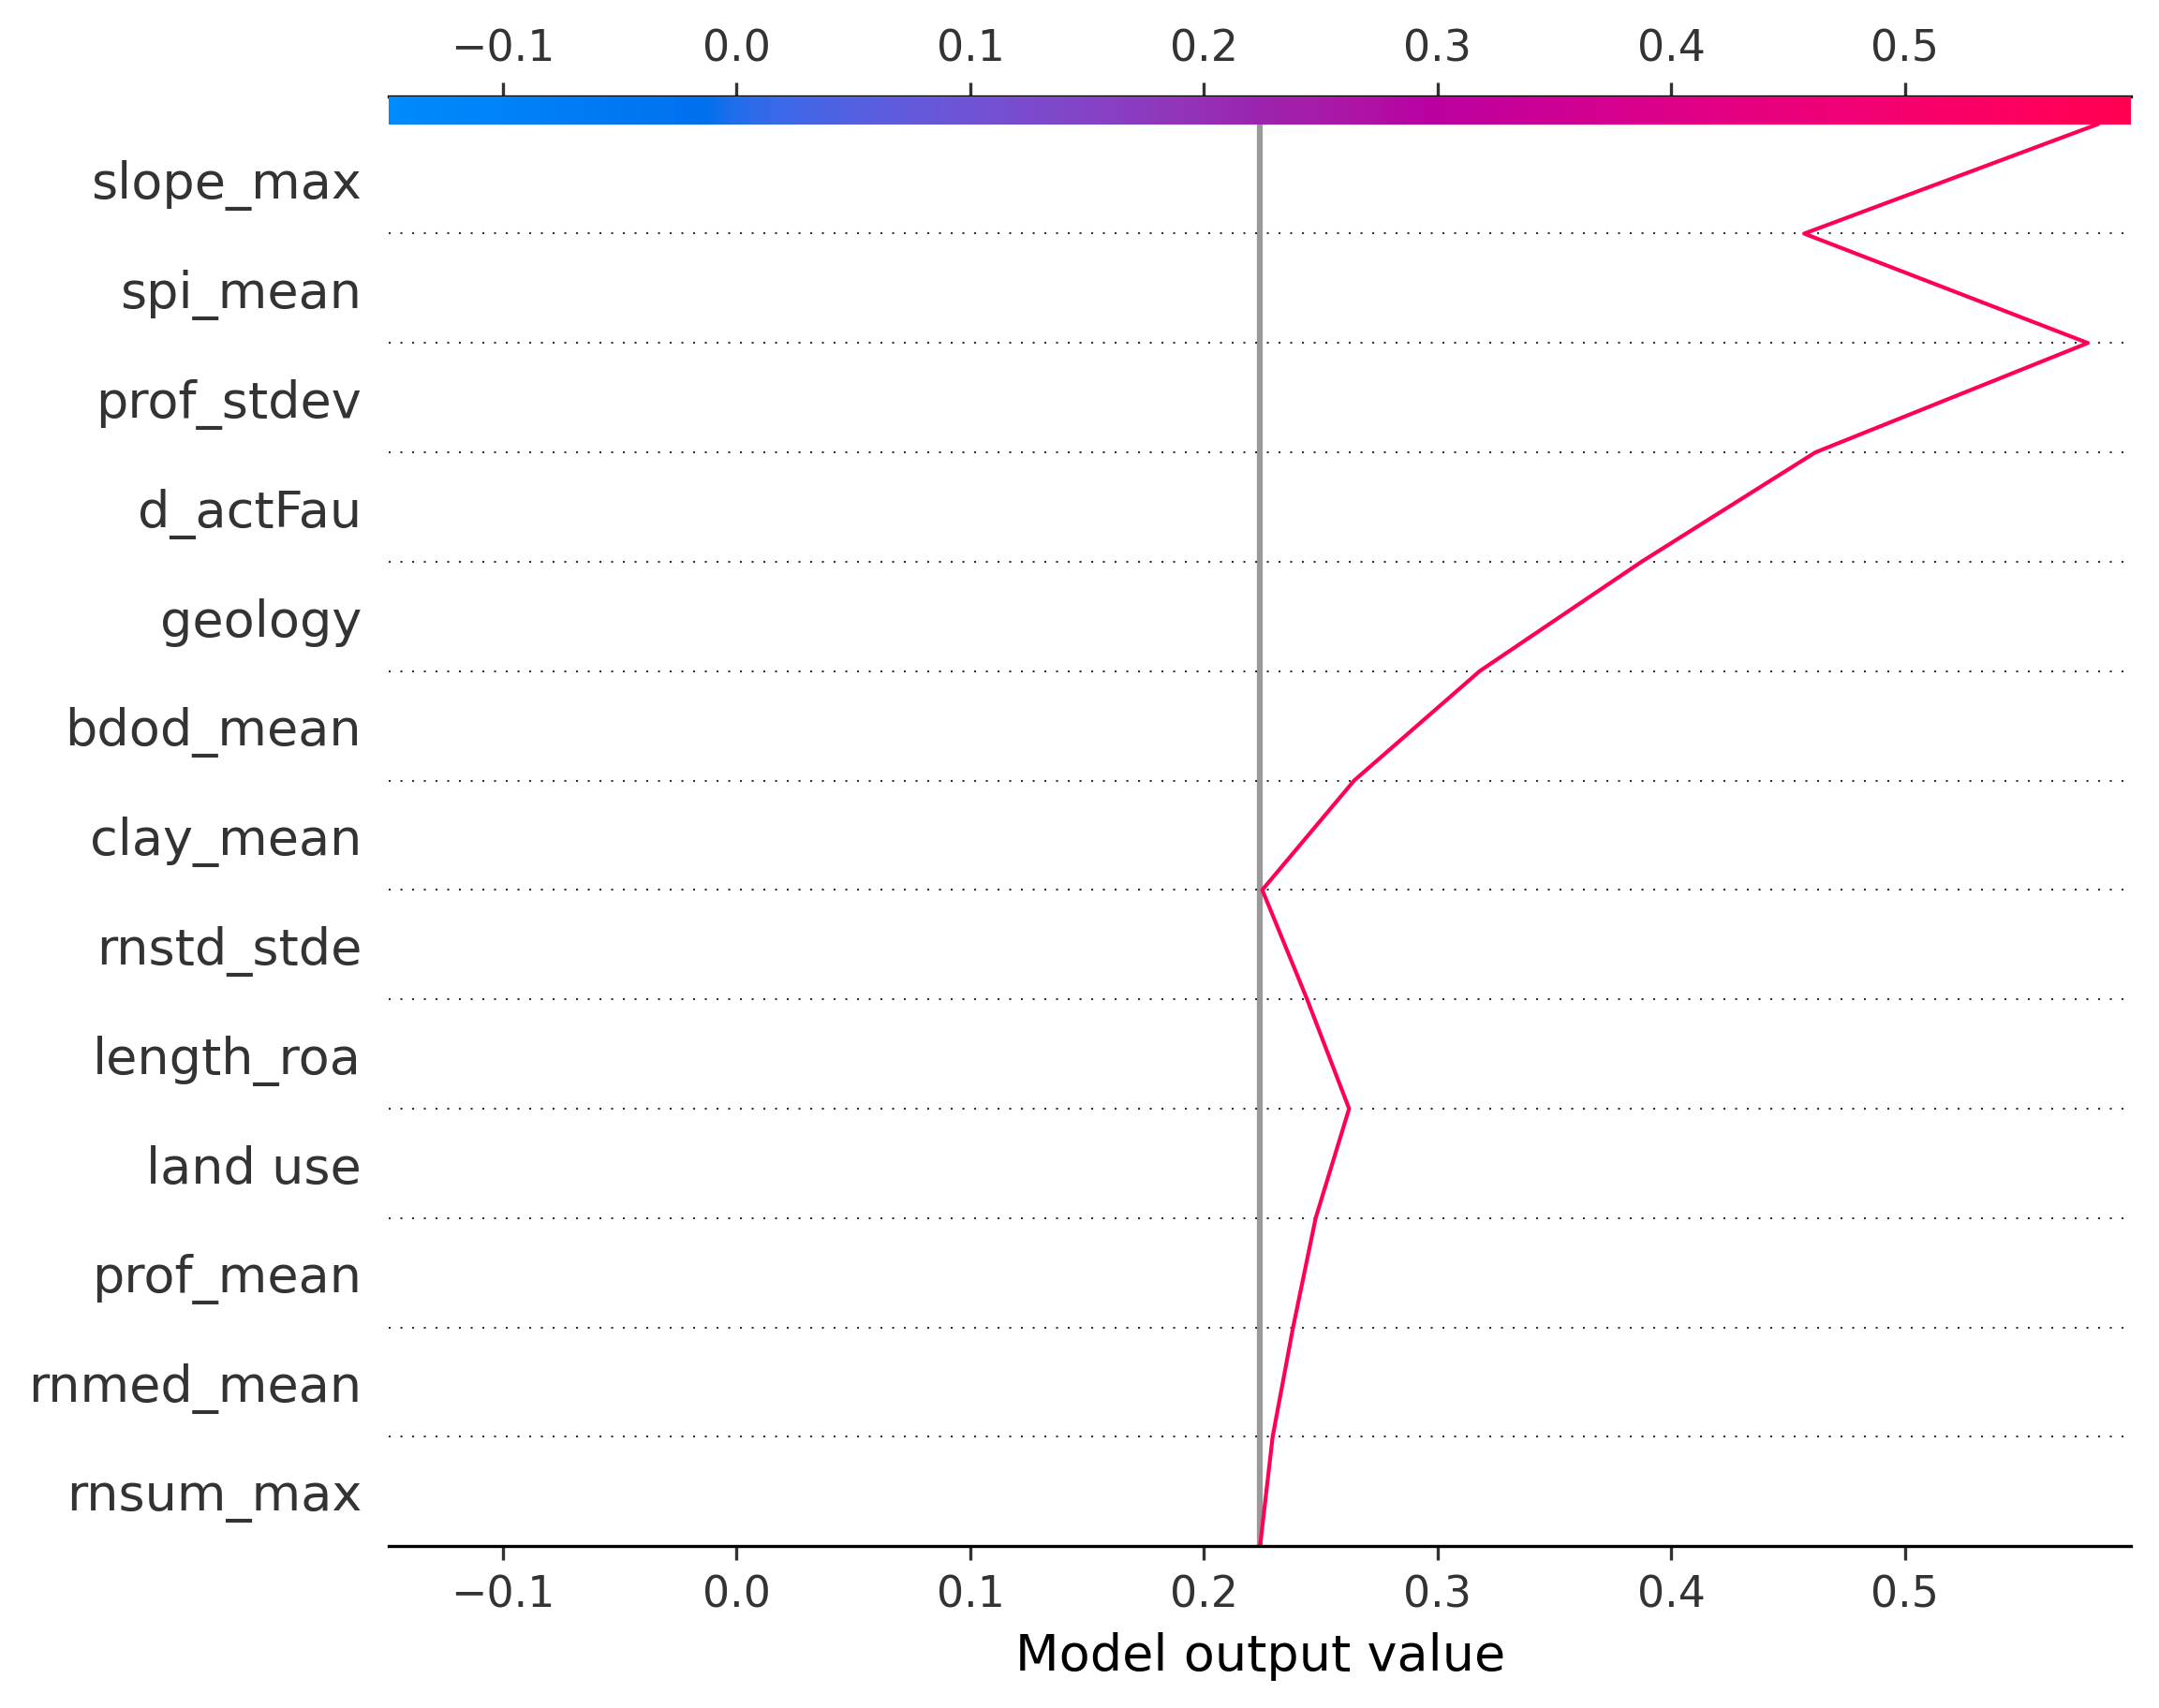 −0.1 0.0 0.1 0.2 0.3 0.4 0.5
slope_max
spi_mean
prof_stdev
d_actFau
geology
bdod_mean
clay_mean
rnstd_stde
length_roa
land use
prof_mean
rnmed_mean
rnsum_max
−0.1 0.0 0.1 0.2 0.3 0.4 0.5
Model output value